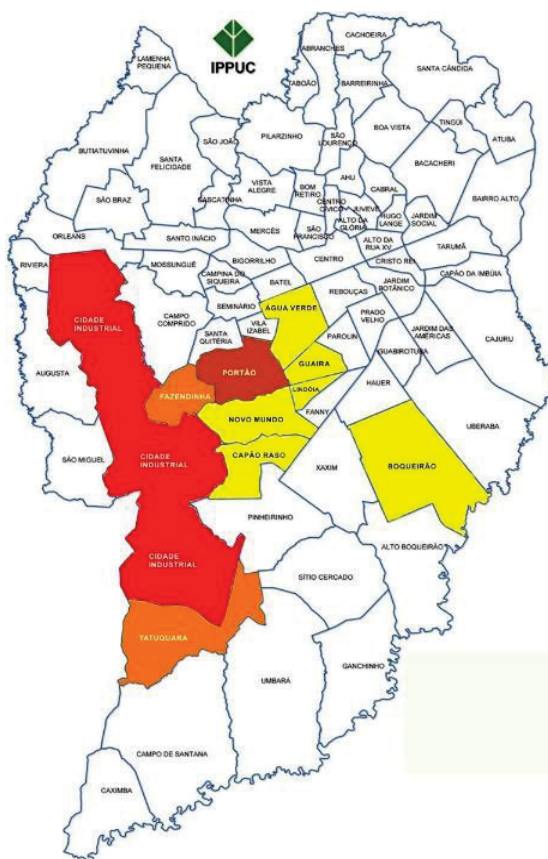 IPPUC
CACHOEIRA
ABRANCHES
LAMENHA
PEQUENA
SANTA CÂNDIDA
TABOÃO
BARREIRINHA
TINGÜI
BOA VISTA
ATUBA
SÃO JOÃO
PILARZINHO
SÃO
LOURENÇO
BUTIATUVINHA
SANTA
FELICIDADE
BACACHERI
AHU
VISTA
ALEGRE
BOM
RETIRO
CABRAL
BAIRRO ALTO
SÃO BRAZ
CASCATINHA
CENTRO
CÍVICO
JUVEVÊ
HUGO
LANGE
JARDIM
SOCIAL
ALTO DA
GLÓRIA
MERCÊS
SÃO
FRANCISCO
ORLEANS
SANTO INÁCIO
ALTO DA
RUA XV
TARUMÃ
RIVIERA
MOSSUNGUÊ
BIGORRILHO
CENTRO
CRISTO REI
CAPÃO DA IMBÚIA
CAMPINA DO
SIQUEIRA
BATEL
REBOUÇAS
JARDIM
BOTÂNICO
SEMINÁRIO
ÁGUA VERDE
PRADO
VELHO
CIDADE
INDUSTRIAL
CAMPO
COMPRIDO
SANTA
QUITÉRIA
VILA
IZABEL
PAROLIN
JARDIM DAS
AMÉRICAS
CAJURU
GUABIROTUBA
AUGUSTA
PORTÃO
GUAIRA
HAUER
FAZENDINHA
LINDÓIA
FANNY
UBERABA
NOVO MUNDO
CIDADE
INDUSTRIAL
SÃO MIGUEL
CAPÃO RASO
XAXIM
BOQUEIRÃO
PINHEIRINHO
ALTO BOQUEIRÃO
CIDADE
INDUSTRIAL
SÍTIO CERCADO
TATUQUARA
GANCHINHO
UMBARÁ
CAMPO DE SANTANA
CAXIMBA